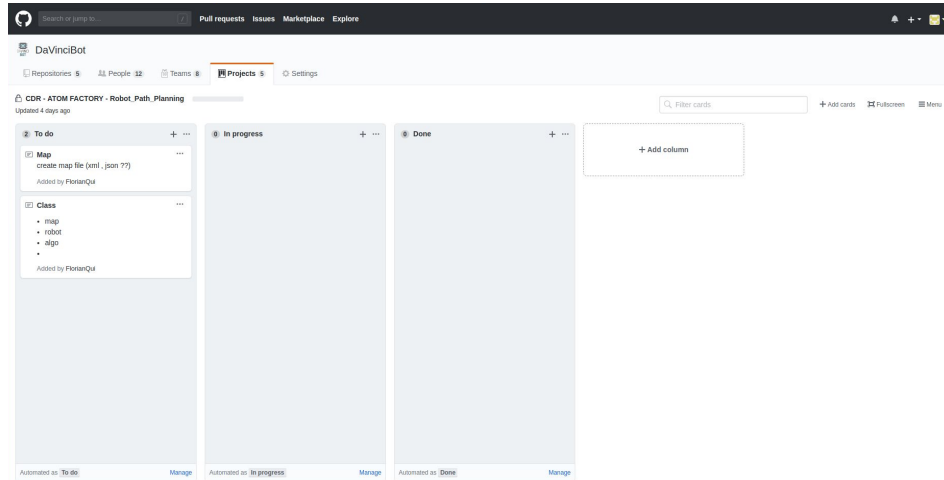 Search or jump to... /
Pull requests Issues Marketplace Explore
DaVinciBot
Repositories 5 People 12 Teams 8 Projects 5 Settings
CDR - ATOM FACTORY - Robot_Path_Planning
Updated 4 days ago
Filter cards
+ Add cards Fullscreen Menu
2 To do + ...
Map ...
create map file (xml , json ??)
Added by FlorianQui
Class ...
• map
• robot
• algo
•
Added by FlorianQui
Automated as To do Manage
0 In progress + ...
Automated as In progress Manage
0 Done + ...
Automated as Done Manage
+ Add column